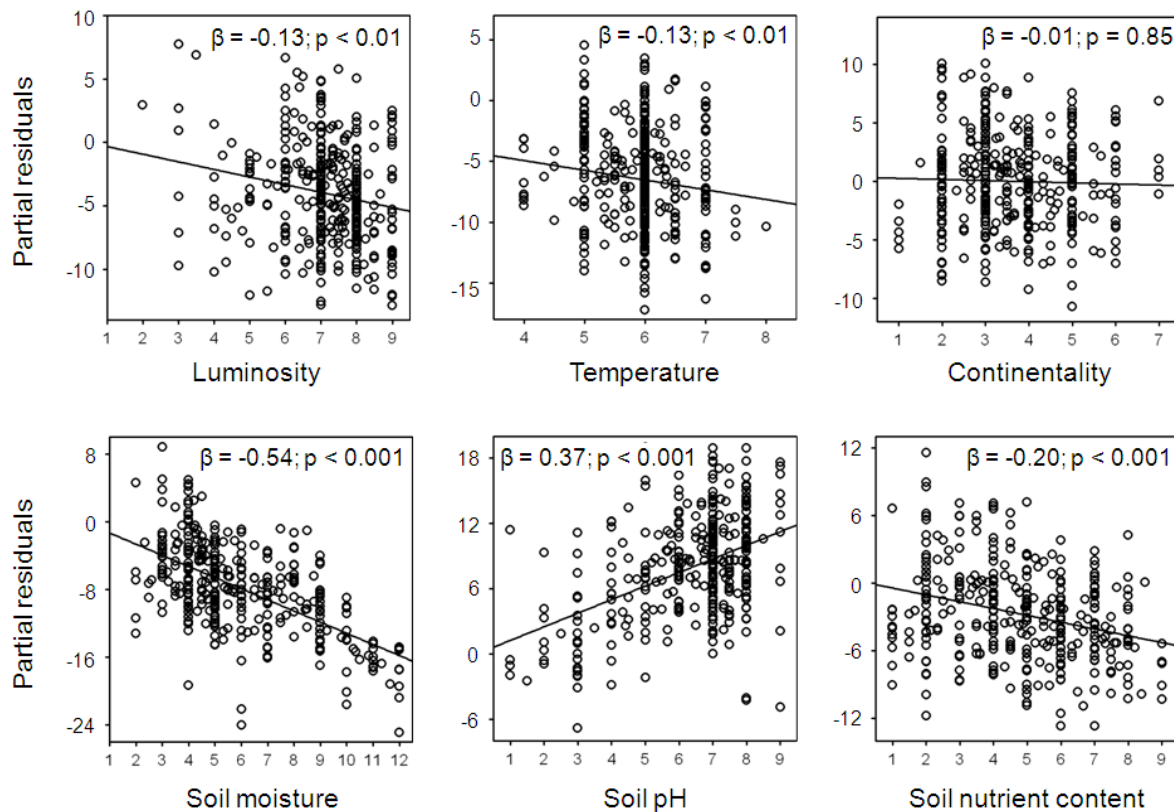 β = -0.13; p < 0.01
10
5
0
-5
-10
1 2 3 4 5 6 7 8 9
Luminosity
β = -0.13; p < 0.01
5
0
-5
-10
-15
4 5 6 7 8
Temperature
β = -0.01; p = 0.85
10
5
0
-5
-10
1 2 3 4 5 6 7
Continentality
Partial residuals
β = -0.54; p < 0.001
8
0
-8
-16
-24
1 2 3 4 5 6 7 8 9 10 11 12
Soil moisture
β = 0.37; p < 0.001
18
12
6
0
-6
1 2 3 4 5 6 7 8 9
Soil pH
β = -0.20; p < 0.001
12
6
0
-6
-12
1 2 3 4 5 6 7 8 9
Soil nutrient content
Partial residuals